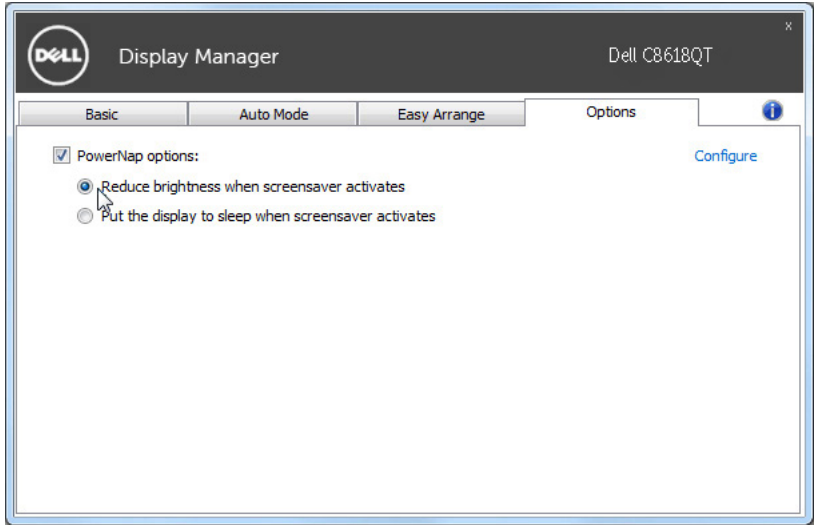 DELL
Display Manager
Dell C8618QT
x
Basic
Auto Mode
Easy Arrange
Options
i
PowerNap options:
Configure
Reduce brightness when screensaver activates
Put the display to sleep when screensaver activates